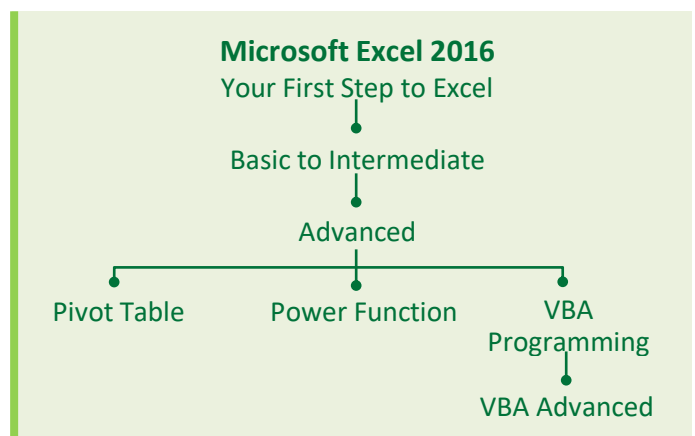 Microsoft Excel 2016
Your First Step to Excel
Basic to Intermediate
Advanced
Pivot Table
Power Function
VBA
Programming
VBA Advanced